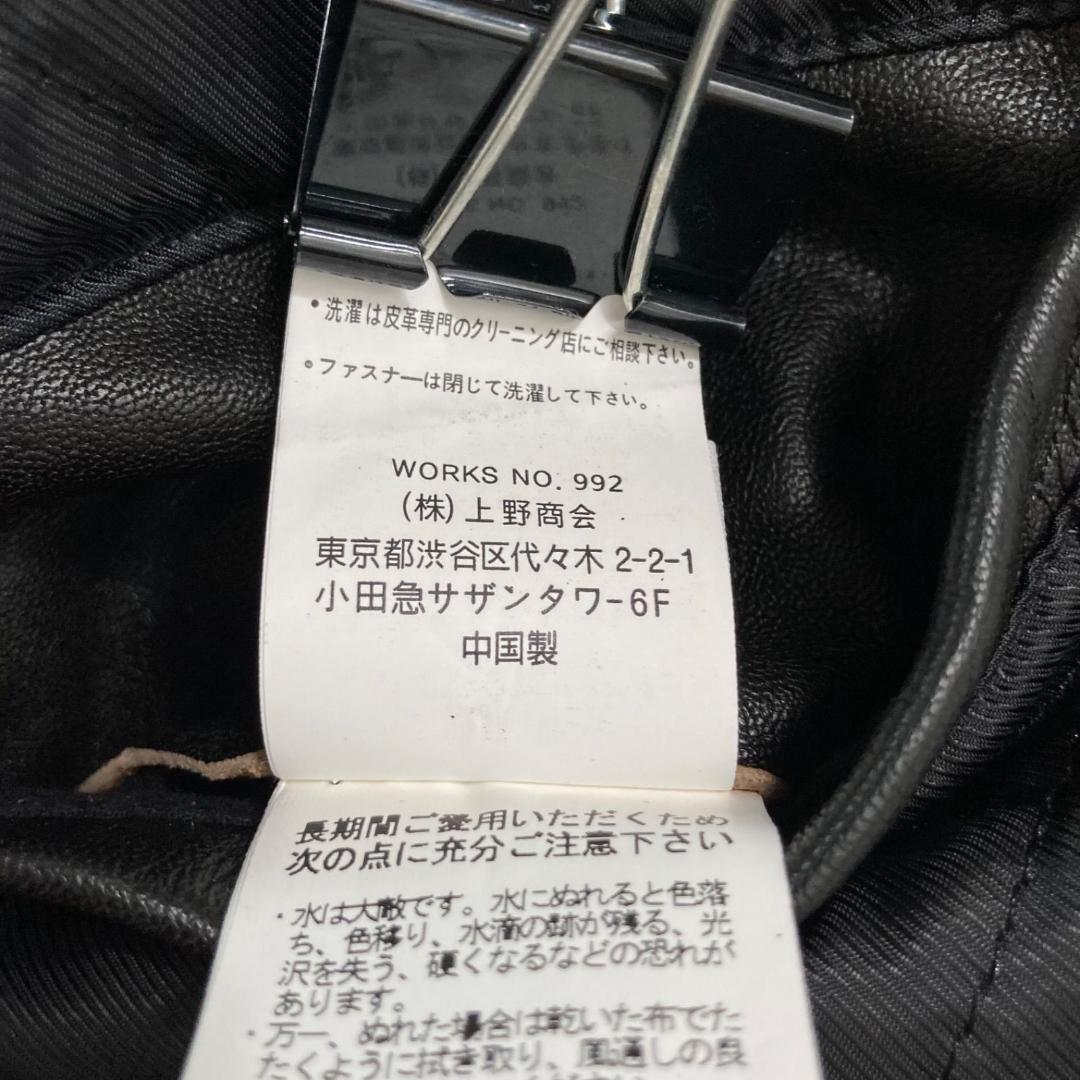 ・洗濯は皮革専門のクリーニング店にご相談下さい。
・ファスナーは閉じて洗濯して下さい。
WORKS NO. 992
(株)上野商会
東京都渋谷区代々木 2-2-1
小田急サザンタワー6F
中国製
長期間ご愛用いただくため
次の点に充分ご注意下さい
・水は大敵です。水にぬれると色落
ち、色移り、水滴の跡が残る、光
沢を失う、硬くなるなどの恐れが
あります。
・万一、ぬれた場合は乾いた布でた
たくように拭き取り、風通しの良